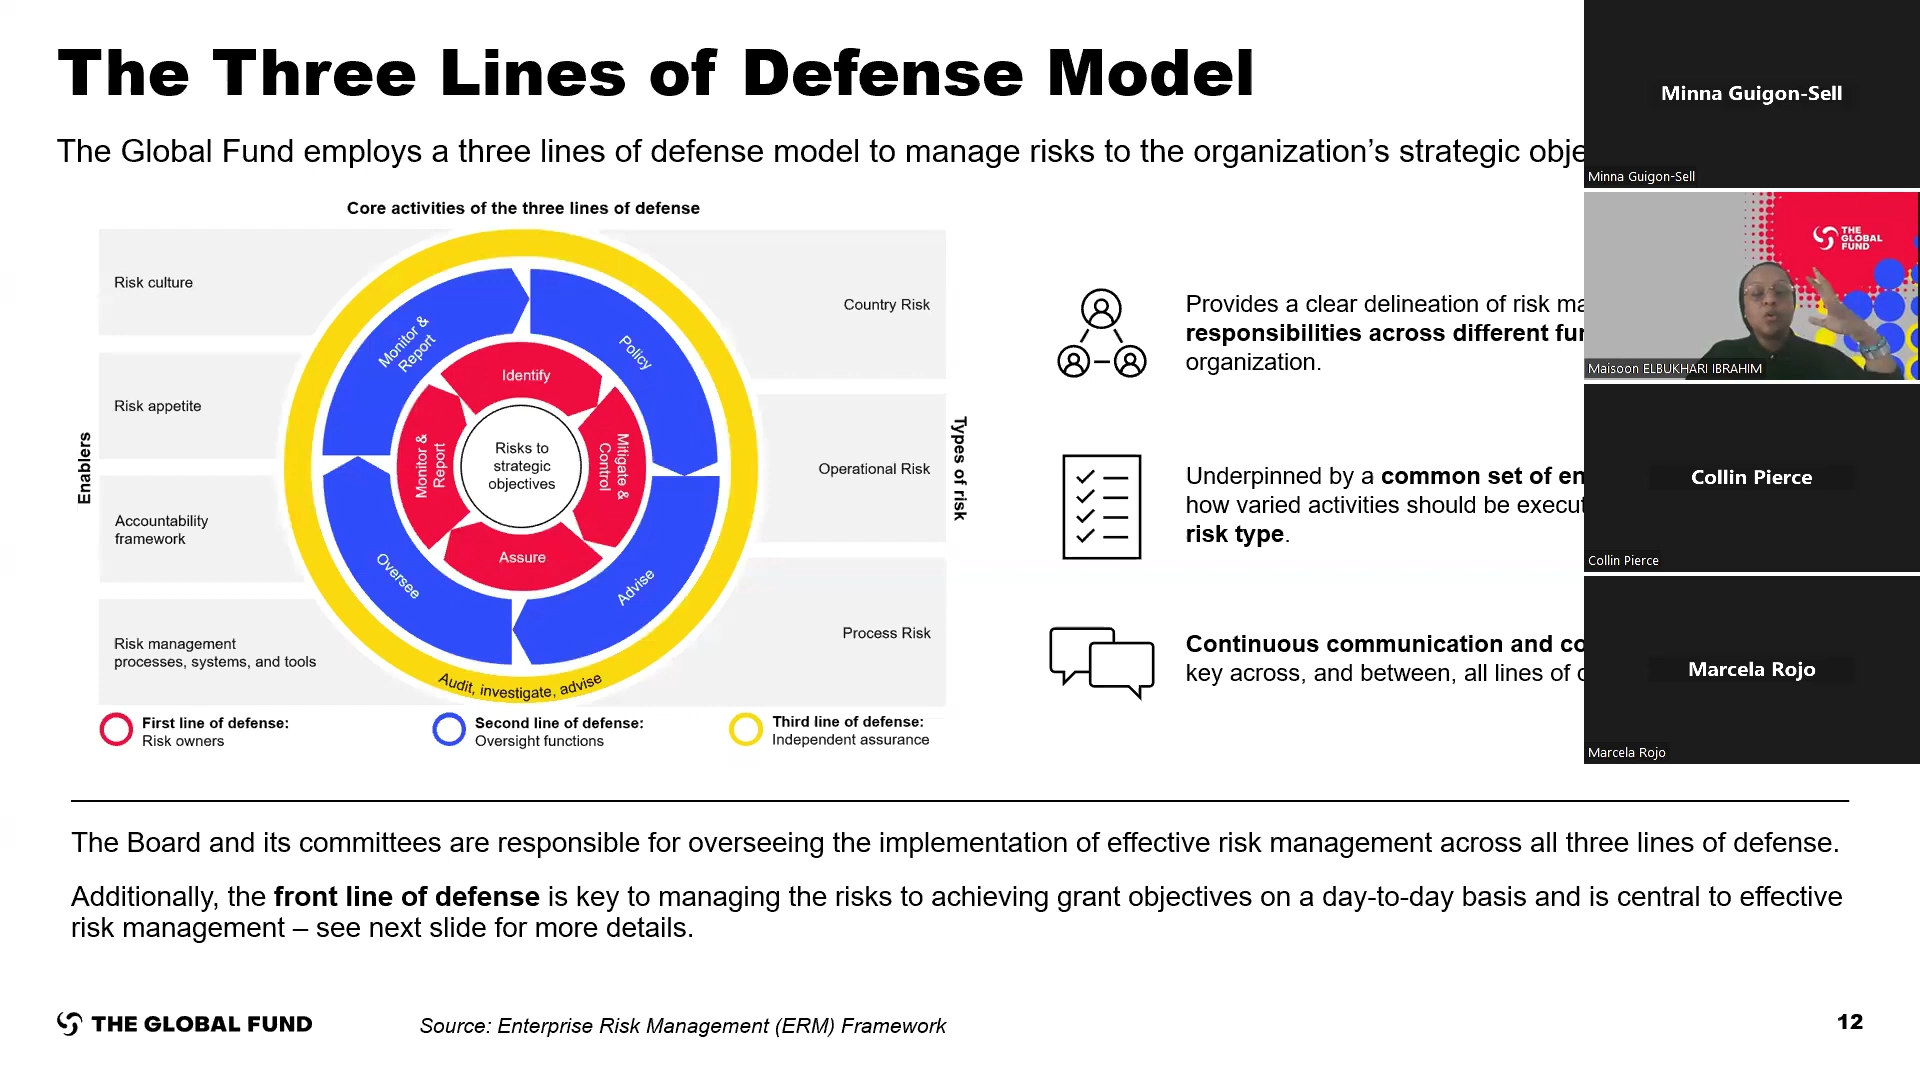 The Three Lines of Defense Model
The Global Fund employs a three lines of defense model to manage risks to the organization's strategic obje
Core activities of the three lines of defense
Enablers
Risk culture
Risk appetite
Accountability
framework
Risk management
processes, systems, and tools
Monitor &
Report
Policy
Advise
Oversee
Identify
Mitigate &
Control
Assure
Monitor &
Report
Risks to
strategic
objectives
Audit, investigate, advise
Country Risk
Operational Risk
Process Risk
Types of risk
First line of defense:
Risk owners
Second line of defense:
Oversight functions
Third line of defense:
Independent assurance
Provides a clear delineation of risk ma
responsibilities across different fun
organization.
Underpinned by a common set of en
how varied activities should be execut
risk type.
Continuous communication and co
key across, and between, all lines of
The Board and its committees are responsible for overseeing the implementation of effective risk management across all three lines of defense.
Additionally, the front line of defense is key to managing the risks to achieving grant objectives on a day-to-day basis and is central to effective
risk management – see next slide for more details.
THE GLOBAL FUND
Source: Enterprise Risk Management (ERM) Framework
12
Minna Guigon-Sell
Minna Guigon-Sell
THE
GLOBAL
FUND
Maisoon ELBUKHARI IBRAHIM
Collin Pierce
Collin Pierce
Marcela Rojo
Marcela Rojo